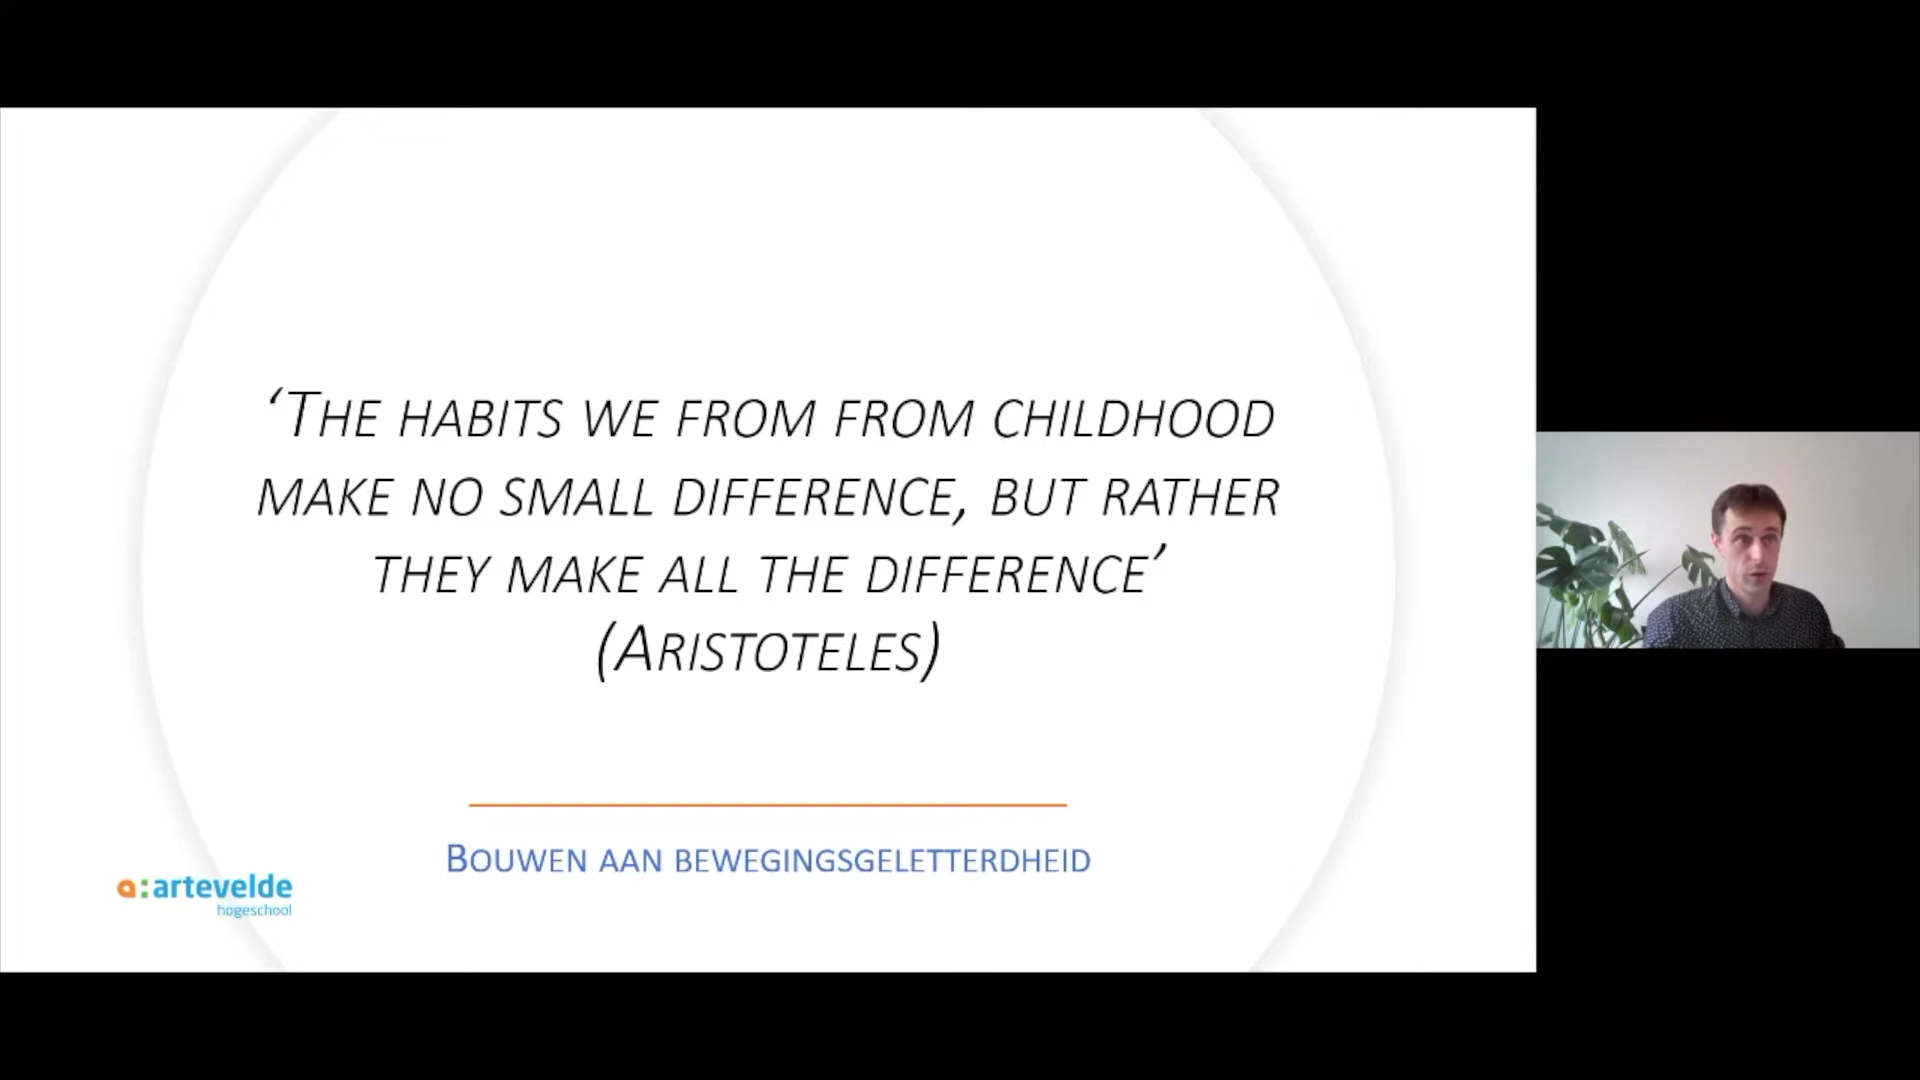 ‘The habits we from from childhood
make no small difference, but rather
they make all the difference’
(Aristoteles)
Bouwen aan bewegingsgeletterdheid
a:artevelde
hogeschool